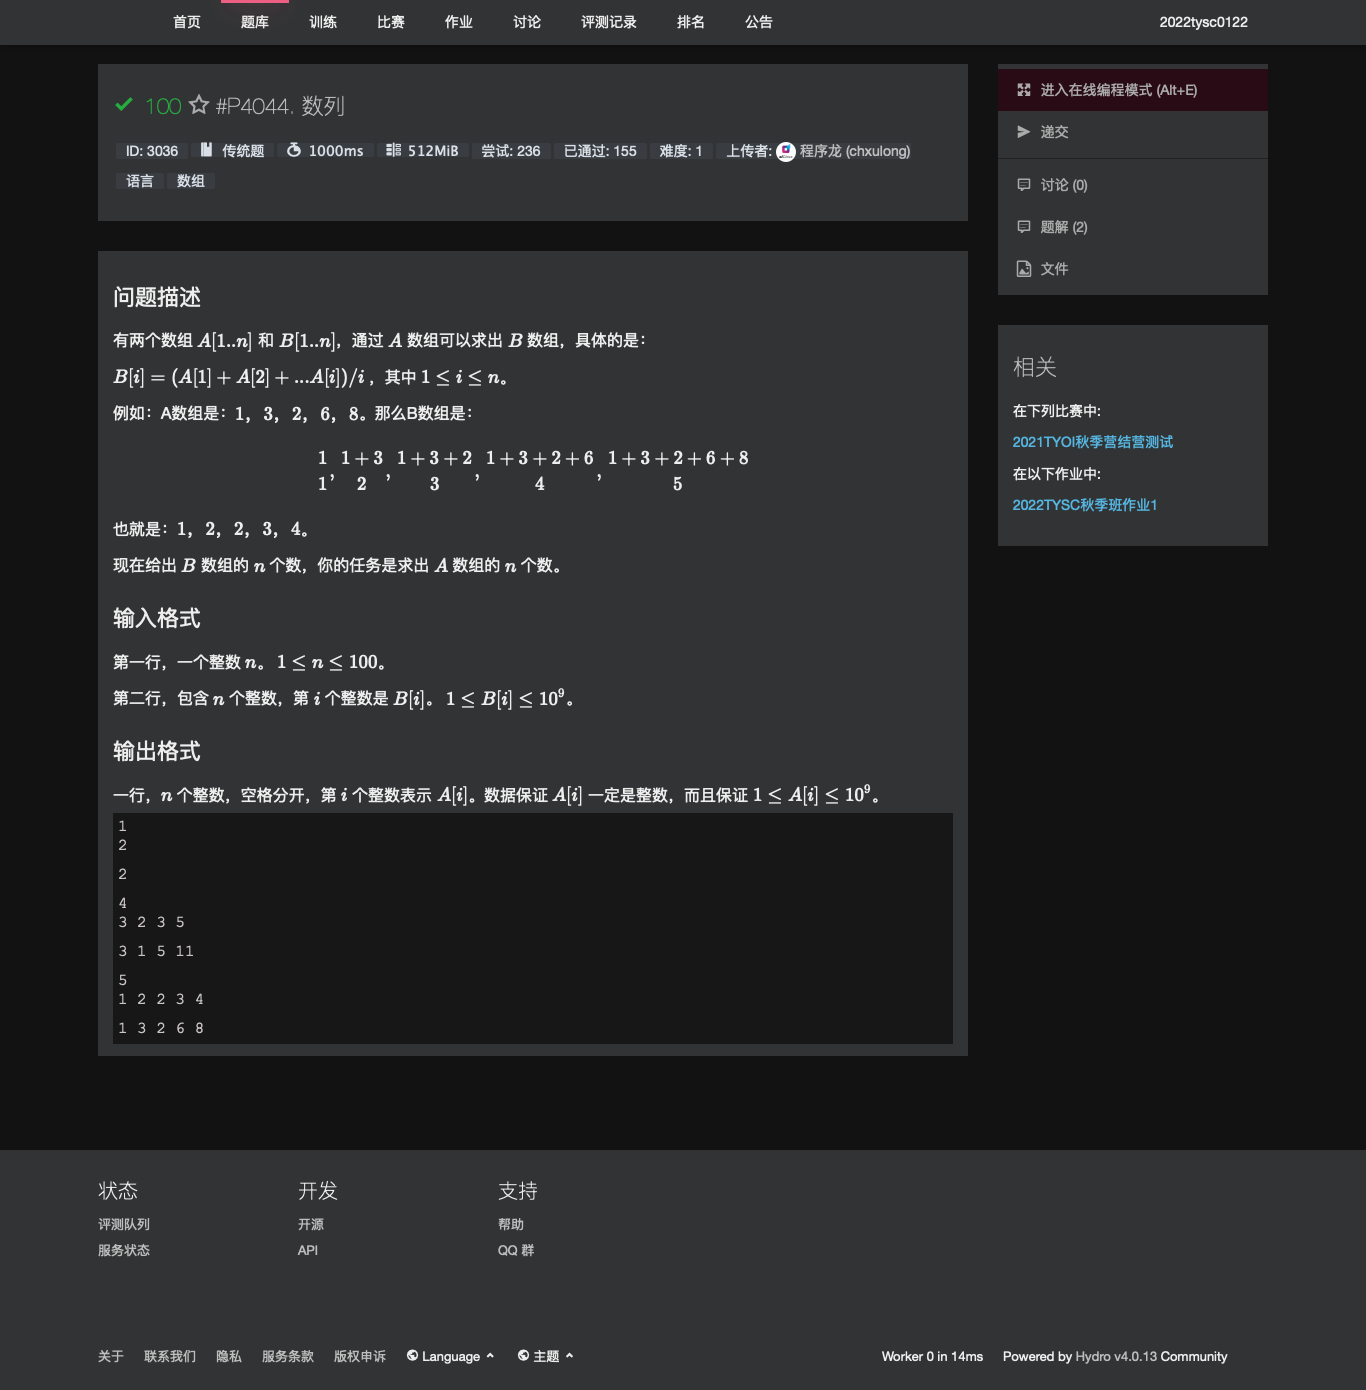 首页 题库 训练 比赛 作业 讨论 评测记录 排名 公告 2022tysc0122
100 #P4044. 数列
ID: 3036 传统题 1000ms 512MiB 尝试: 236 已通过: 155 难度: 1 上传者: 程序龙 (chxulong)
语言 数组
问题描述
有两个数组 A[1..n] 和 B[1..n]，通过 A 数组可以求出 B 数组，具体的是：
B[i] = (A[1] + A[2] + ...A[i])/i ，其中 1 ≤ i ≤ n。
例如：A数组是：1，3，2，6，8。那么B数组是：
1 , 1 + 3 , 1 + 3 + 2 , 1 + 3 + 2 + 6 , 1 + 3 + 2 + 6 + 8
1 2 3 4 5
也就是：1，2，2，3，4。
现在给出 B 数组的 n 个数，你的任务是求出 A 数组的 n 个数。
输入格式
第一行，一个整数 n。 1 ≤ n ≤ 100。
第二行，包含 n 个整数，第 i 个整数是 B[i]。 1 ≤ B[i] ≤ 10⁹。
输出格式
一行，n 个整数，空格分开，第 i 个整数表示 A[i]。数据保证 A[i] 一定是整数，而且保证 1 ≤ A[i] ≤ 10⁹。
1
2
2
4
3 2 3 5
3 1 5 11
5
1 2 2 3 4
1 3 2 6 8
进入在线编程模式 (Alt+E)
递交
讨论 (0)
题解 (2)
文件
相关
在下列比赛中:
2021TYOI秋季营结营测试
在以下作业中:
2022TYSC秋季班作业1
状态 开发 支持
评测队列 开源 帮助
服务状态 API QQ 群
关于 联系我们 隐私 服务条款 版权申诉 Language 主题 Worker 0 in 14ms Powered by Hydro v4.0.13 Community